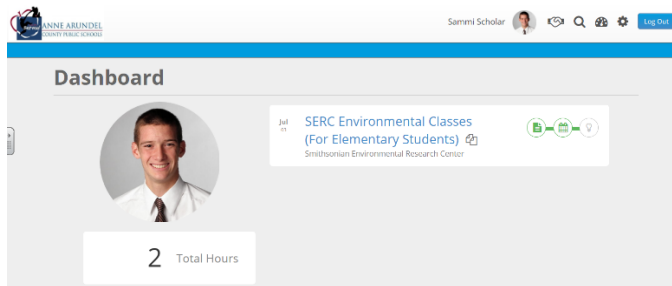 ANNE ARUNDEL
COUNTY PUBLIC SCHOOLS
Sammi Scholar
Log Out
Dashboard
Jul
SERC Environmental Classes
(For Elementary Students)
Smithsonian Environmental Research Center
2 Total Hours